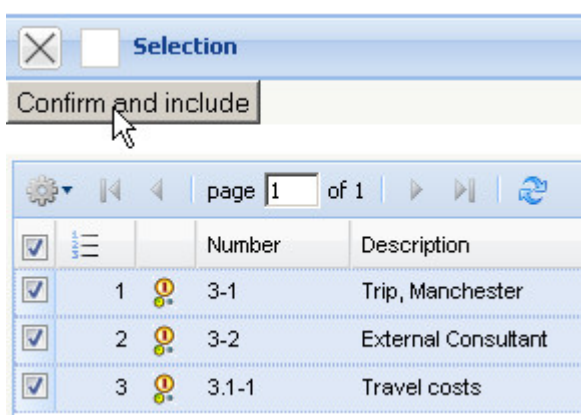 Selection
Confirm and include
page 1 of 1
Number Description
1 3-1 Trip, Manchester
2 3-2 External Consultant
3 3.1-1 Travel costs